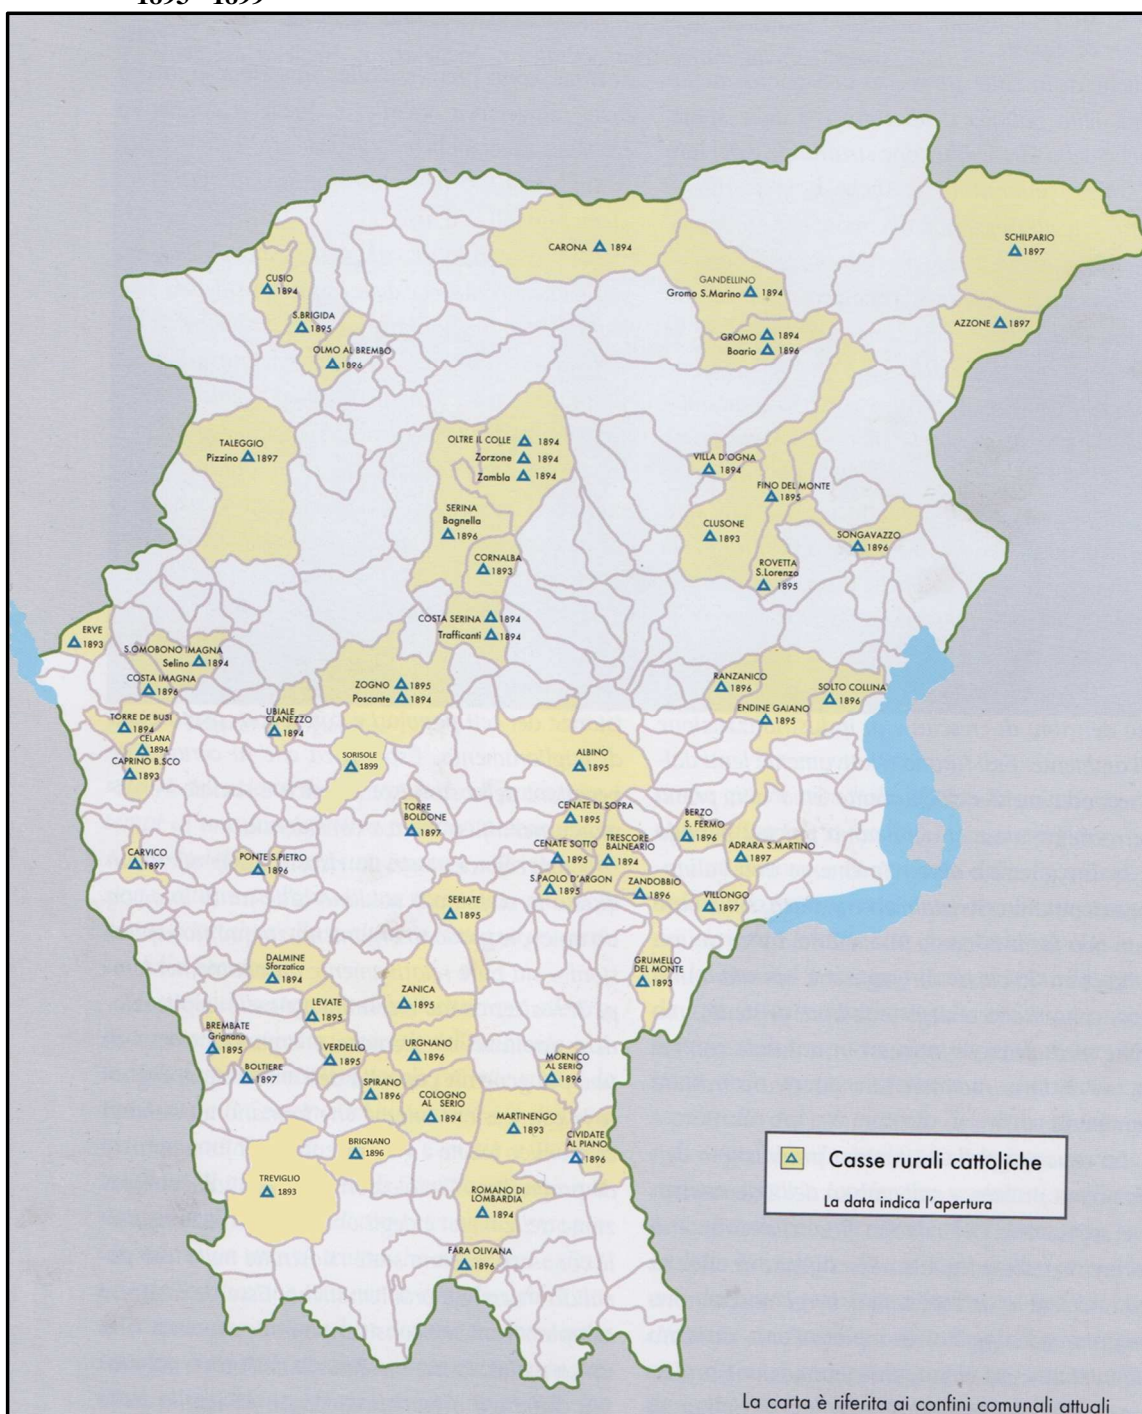 1893 - 1899
CARONA 1894
SCHILPARIO
1897
CUSIO
1894
GANDELLINO
Gromo S.Marino 1894
S.BRIGIDA
1895
AZZONE 1897
GROMO 1894
Boario 1896
OLMO AL BREMBO
1896
TALEGGIO
Pizzino 1897
OLTRE IL COLLE 1894
Zorzone 1894
Zambla 1894
VILLA D'OGNA
1894
FINO DEL MONTE
1895
SERINA
Bagnella
1896
CLUSONE
1893
SONGAVAZZO
1896
CORNALBA
1893
ROVETTA
S.Lorenzo
1895
COSTA SERINA 1894
Trafficanti 1894
ERVE
1893
S.OMOBONO IMAGNA
Selino 1894
COSTA IMAGNA
1896
ZOGNO 1895
Poscante 1894
RANZANICO
1896
SOLTO COLLINA
1896
ENDINE GAIANO
1895
TORRE DE BUSI
1894
UBIALE
CLANEZZO
1894
CELANA
1894
CAPRINO B.SCO
1893
SORISOLE
1899
ALBINO
1895
TORRE
BOLDONE
1897
CENATE DI SOPRA
1895
BERZO
S. FERMO
1896
CENATE SOTTO
1895
TRESCORE
BALNEARIO
1894
ADRARA S.MARTINO
1897
CARVICO
1897
PONTE S.PIETRO
1896
S.PAOLO D'ARGON
1895
ZANDOBBIO
1896
VILLONGO
1897
SERIATE
1895
DALMINE
Sforzatica
1894
GRUMELLO
DEL MONTE
1893
ZANICA
1895
LEVATE
1895
BREMBATE
Grignano
1895
VERDELLO
1895
URGNANO
1896
BOLTIERE
1897
MORNICO
AL SERIO
1896
SPIRANO
1896
COLOGNO
AL SERIO
1894
MARTINENGO
1893
CIVIDATE
AL PIANO
1896
BRIGNANO
1896
TREVIGLIO
1893
ROMANO DI
LOMBARDIA
1894
FARA OLIVANA
1896
Casse rurali cattoliche
La data indica l'apertura
La carta è riferita ai confini comunali attuali